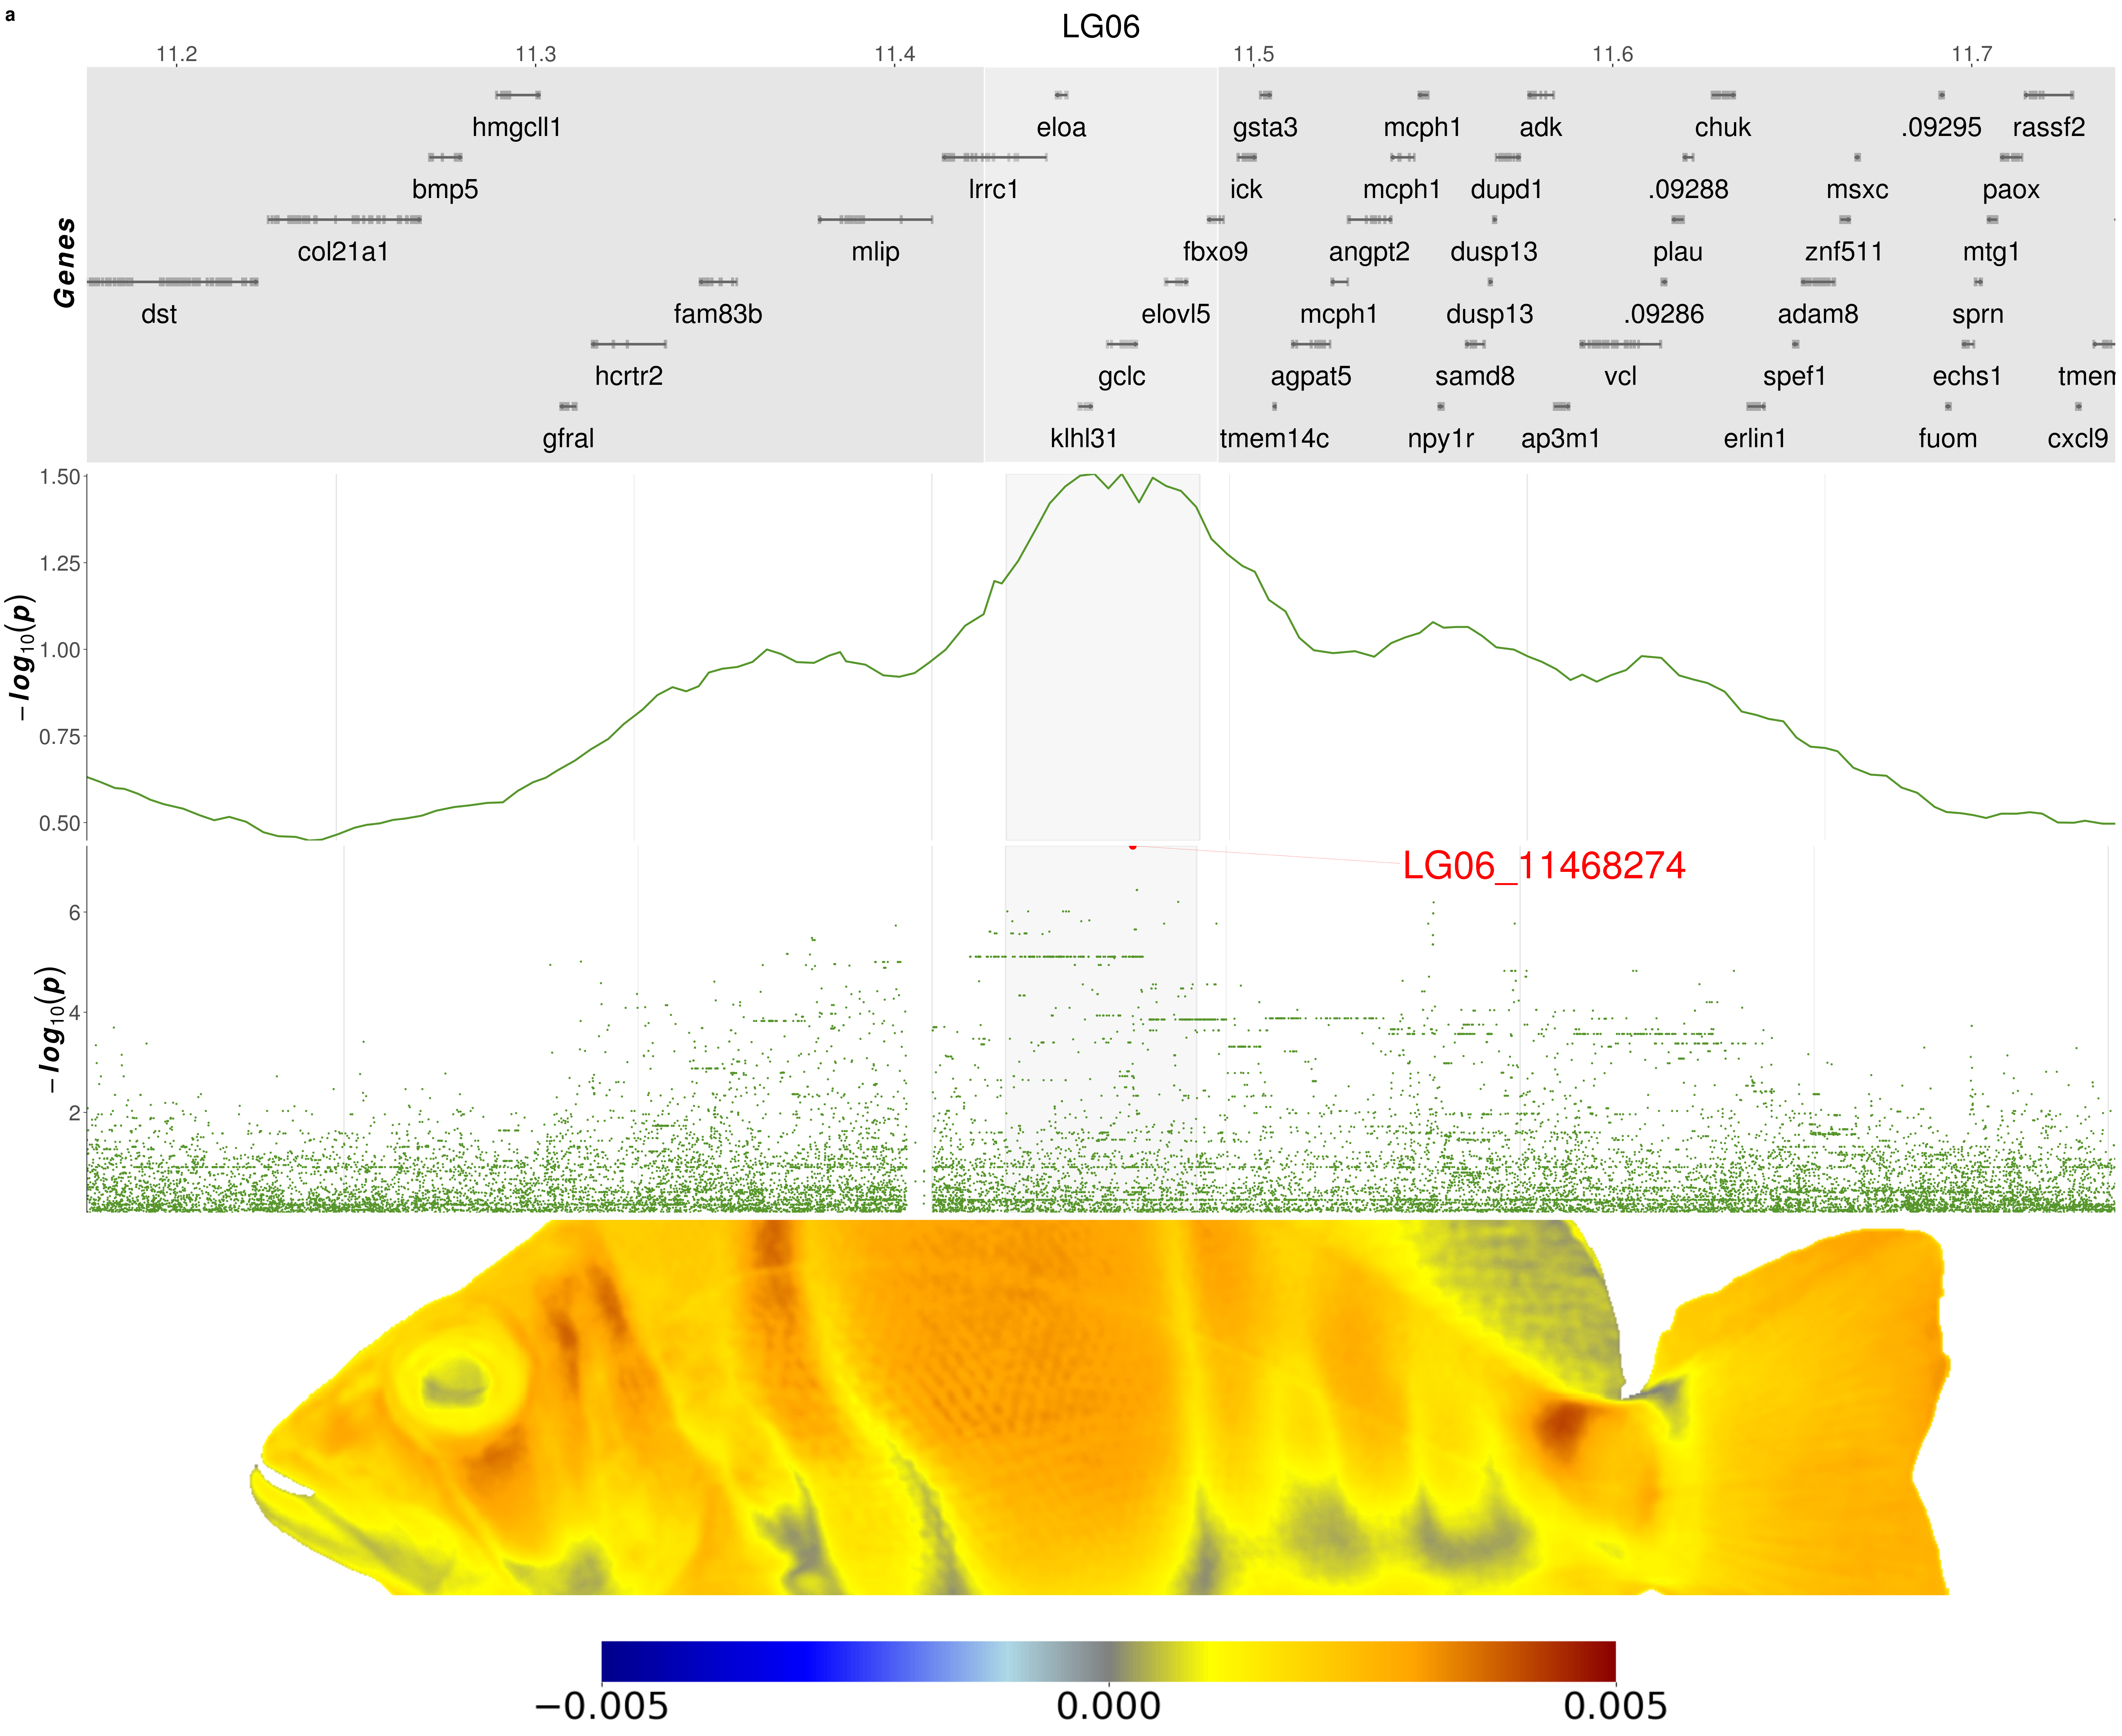 a
LG06
11.2 11.3 11.4 11.5 11.6 11.7
Genes
hmgcll1 eloa gsta3 mcph1 adk chuk .09295 rassf2
bmp5 lrrc1 ick mcph1 dupd1 .09288 msxc paox
col21a1 mlip fbxo9 angpt2 dusp13 plau znf511 mtg1
dst fam83b elovl5 mcph1 dusp13 .09286 adam8 sprn
hcrtr2 gclc agpat5 samd8 vcl spef1 echs1 tmem
gfral klhl31 tmem14c npy1r ap3m1 erlin1 fuom cxcl9
−log10(p)
1.50
1.25
1.00
0.75
0.50
LG06_11468274
−log10(p)
6
4
2
−0.005 0.000 0.005